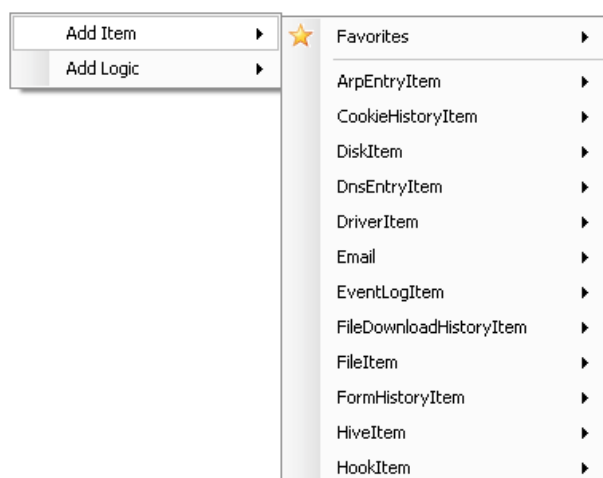 Add Item
Add Logic
Favorites
ArpEntryItem
CookieHistoryItem
DiskItem
DnsEntryItem
DriverItem
Email
EventLogItem
FileDownloadHistoryItem
FileItem
FormHistoryItem
HiveItem
HookItem